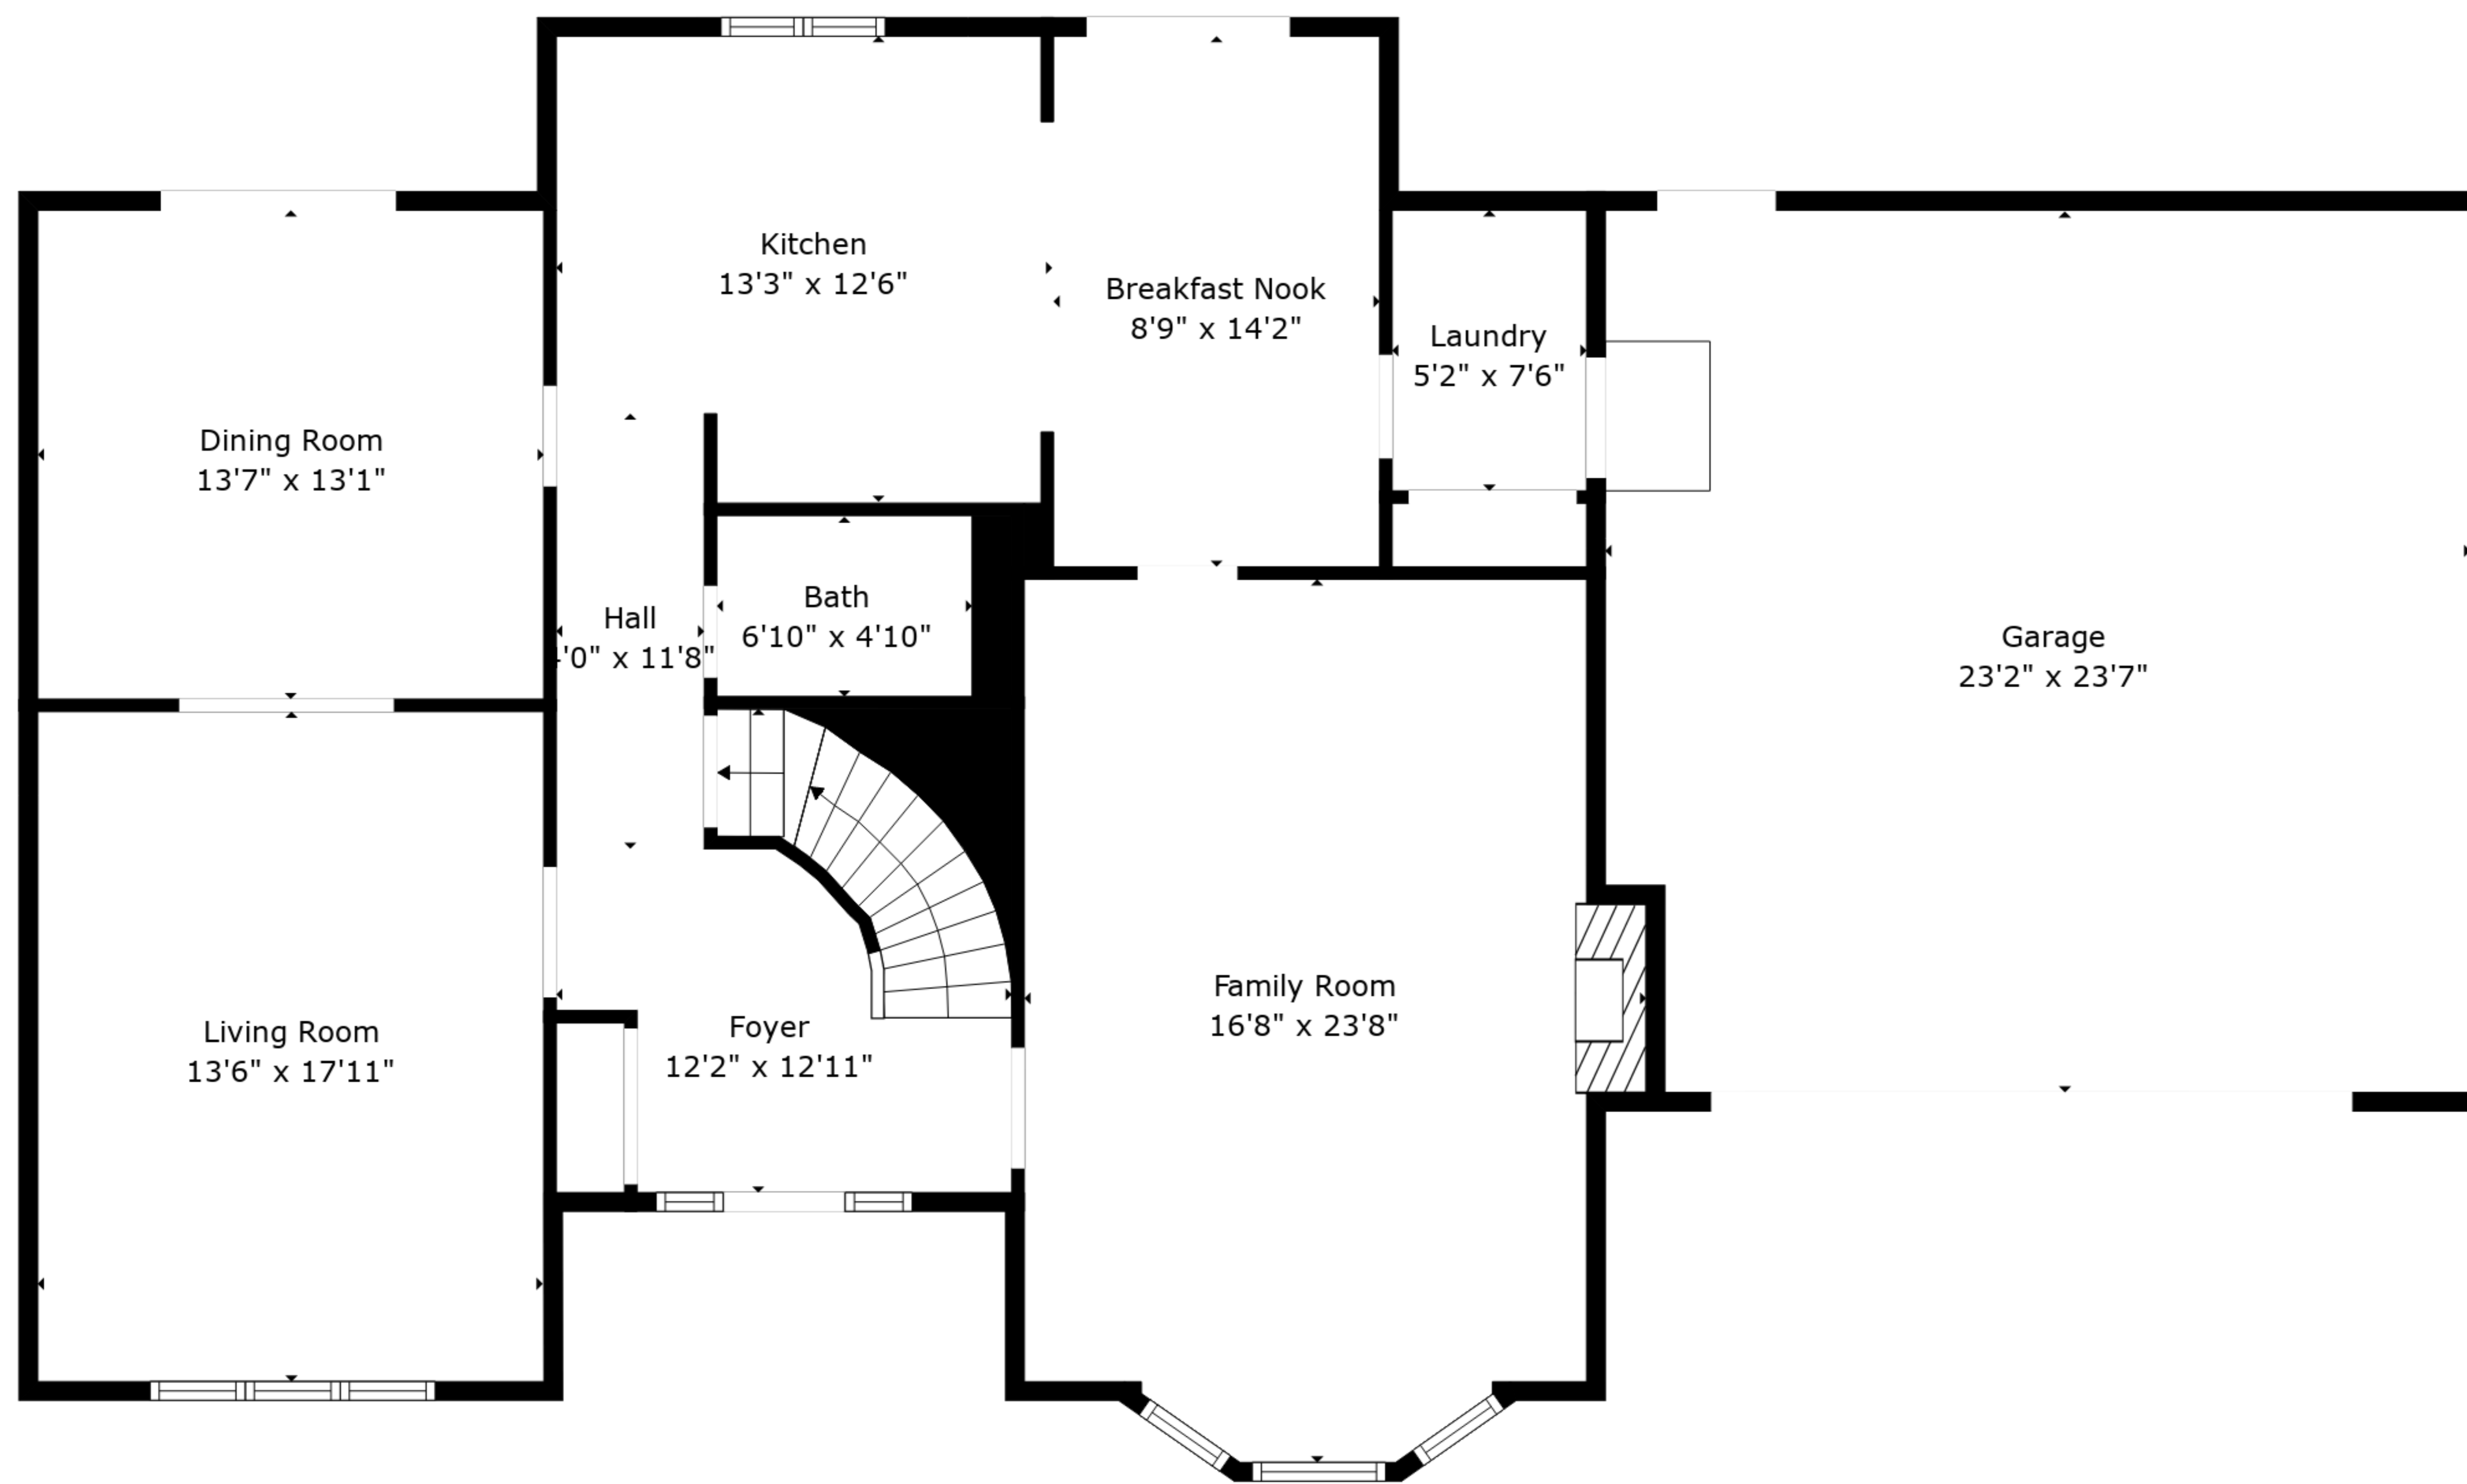 Kitchen
13'3" x 12'6"
Breakfast Nook
8'9" x 14'2"
Laundry
5'2" x 7'6"
Dining Room
13'7" x 13'1"
Hall
'0" x 11'8"
Bath
6'10" x 4'10"
Garage
23'2" x 23'7"
Family Room
16'8" x 23'8"
Foyer
12'2" x 12'11"
Living Room
13'6" x 17'11"